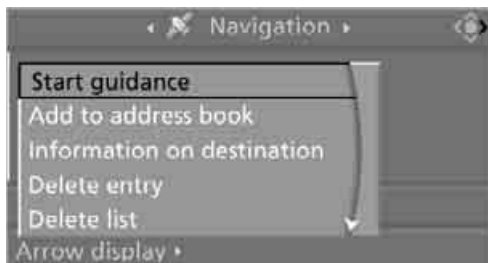 Navigation
Start guidance
Add to address book
Information on destination
Delete entry
Delete list
Arrow display